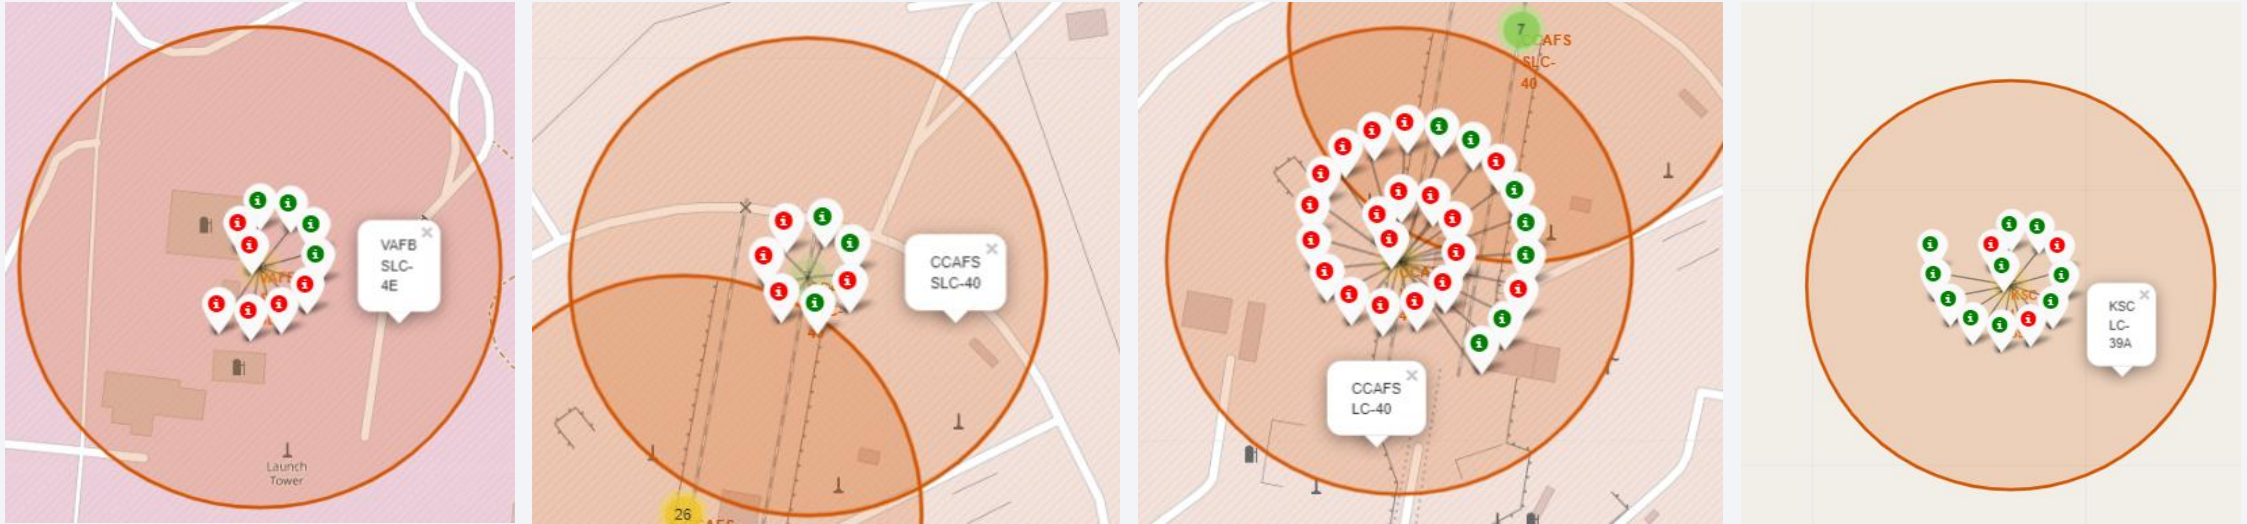 VAFB
SLC-
4E
×
Launch
Tower
CCAFS
SLC-40
×
26
7
CCAFS
SLC-
40
CCAFS
LC-40
×
KSC
LC-
39A
×
KSC